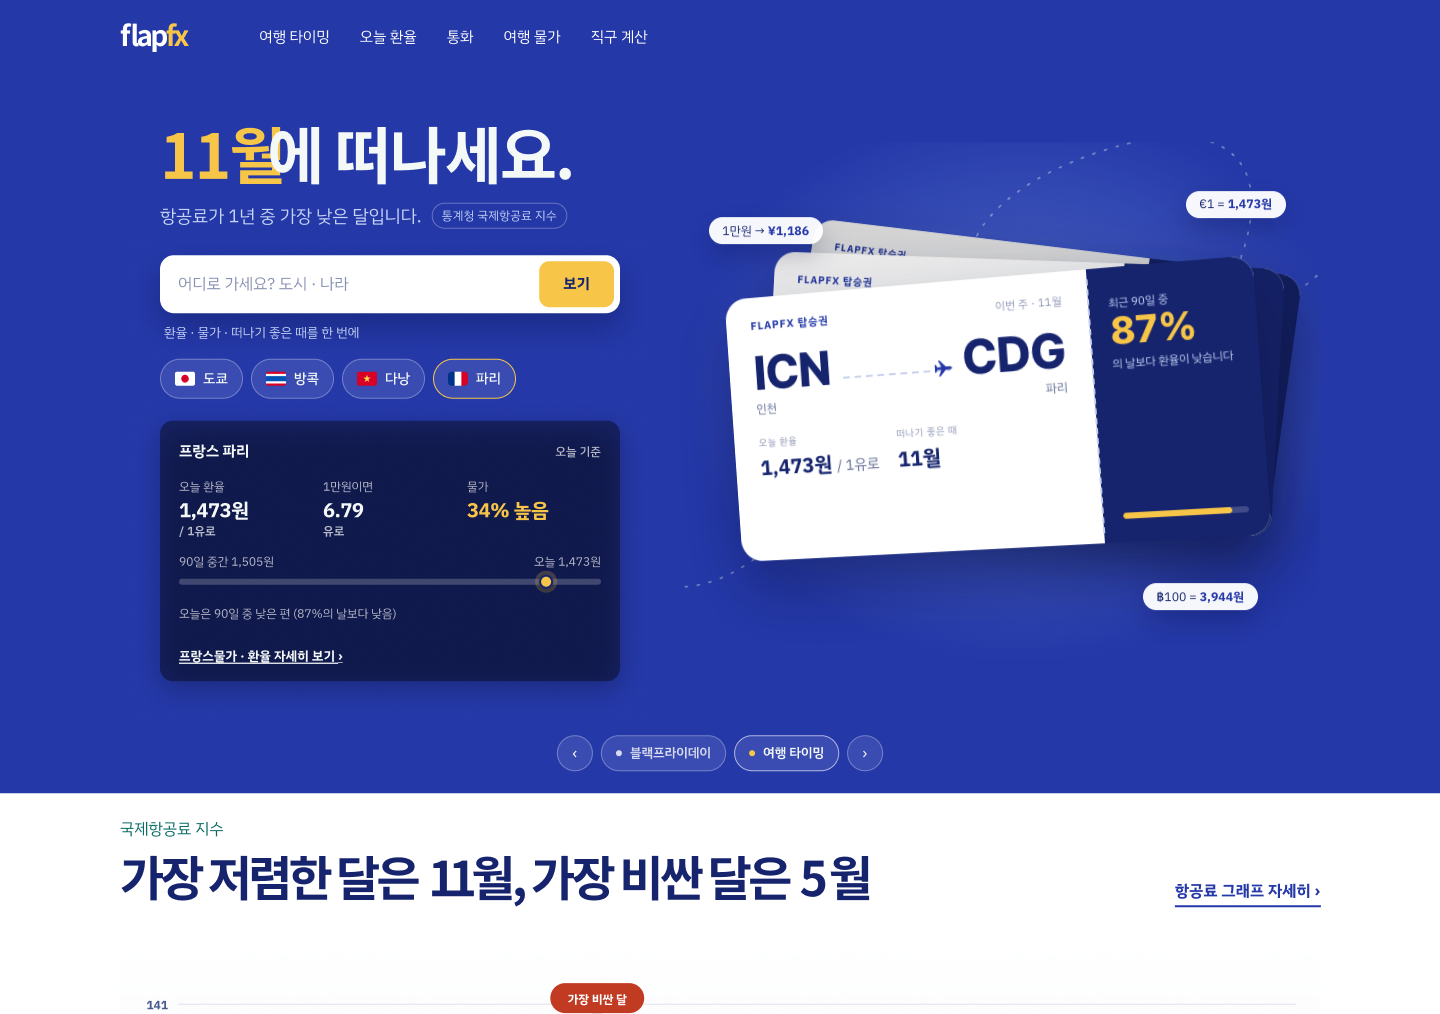 flapfx
여행 타이밍
오늘 환율
통화
여행 물가
직구 계산
11월에 떠나세요.
항공료가 1년 중 가장 낮은 달입니다. 통계청 국제항공료 지수
어디로 가세요? 도시 · 나라
보기
환율 · 물가 · 떠나기 좋은 때를 한 번에
도쿄
방콕
다낭
파리
프랑스 파리
오늘 기준
오늘 환율
1,473원
/ 1유로
1만원이면
6.79
유로
물가
34% 높음
90일 중간 1,505원
오늘 1,473원
오늘은 90일 중 낮은 편 (87%의 날보다 낮음)
프랑스물가 · 환율 자세히 보기 ›
1만원 → ¥1,186
€1 = 1,473원
FLAPFX 탑승권
FLAPFX 탑승권
FLAPFX 탑승권
이번 주 · 11월
ICN
인천
CDG
파리
오늘 환율
1,473원 / 1유로
떠나기 좋은 때
11월
최근 90일 중
87%
의 날보다 환율이 낮습니다
฿100 = 3,944원
‹
블랙프라이데이
여행 타이밍
›
국제항공료 지수
가장 저렴한 달은 11월, 가장 비싼 달은 5월
항공료 그래프 자세히 ›
141
가장 비싼 달